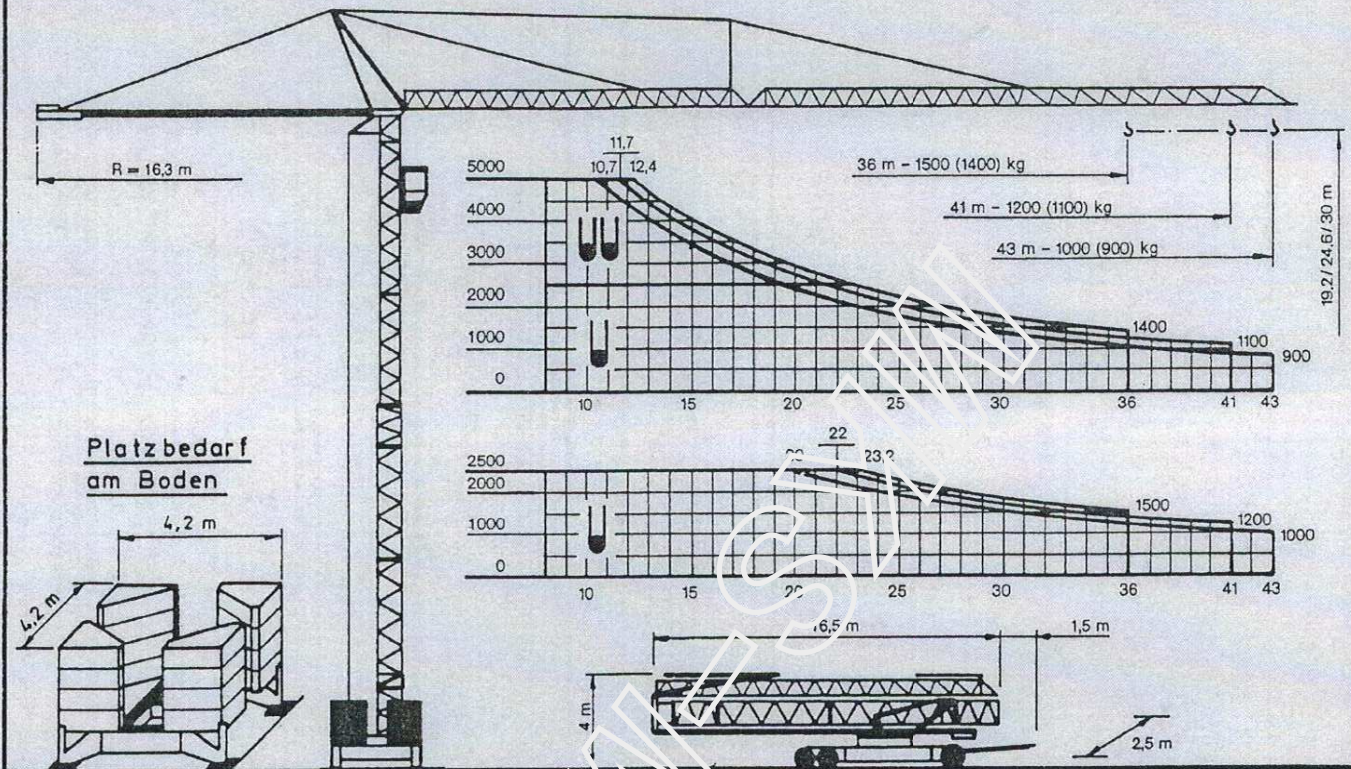 R = 16,3 m
36 m – 1500 (1400) kg
41 m – 1200 (1100) kg
43 m – 1000 (900) kg
19,2 / 24,6 / 30 m
11,7
10,7 12,4
5000
4000
3000
2000
1000
0
1400
1100
900
10 15 20 25 30 36 41 43
22
23,2
2500
2000
1000
0
1500
1200
1000
10 15 20 25 30 36 41 43
Platzbedarf
am Boden
4,2 m
4,2 m
16,5 m
1,5 m
4 m
2,5 m